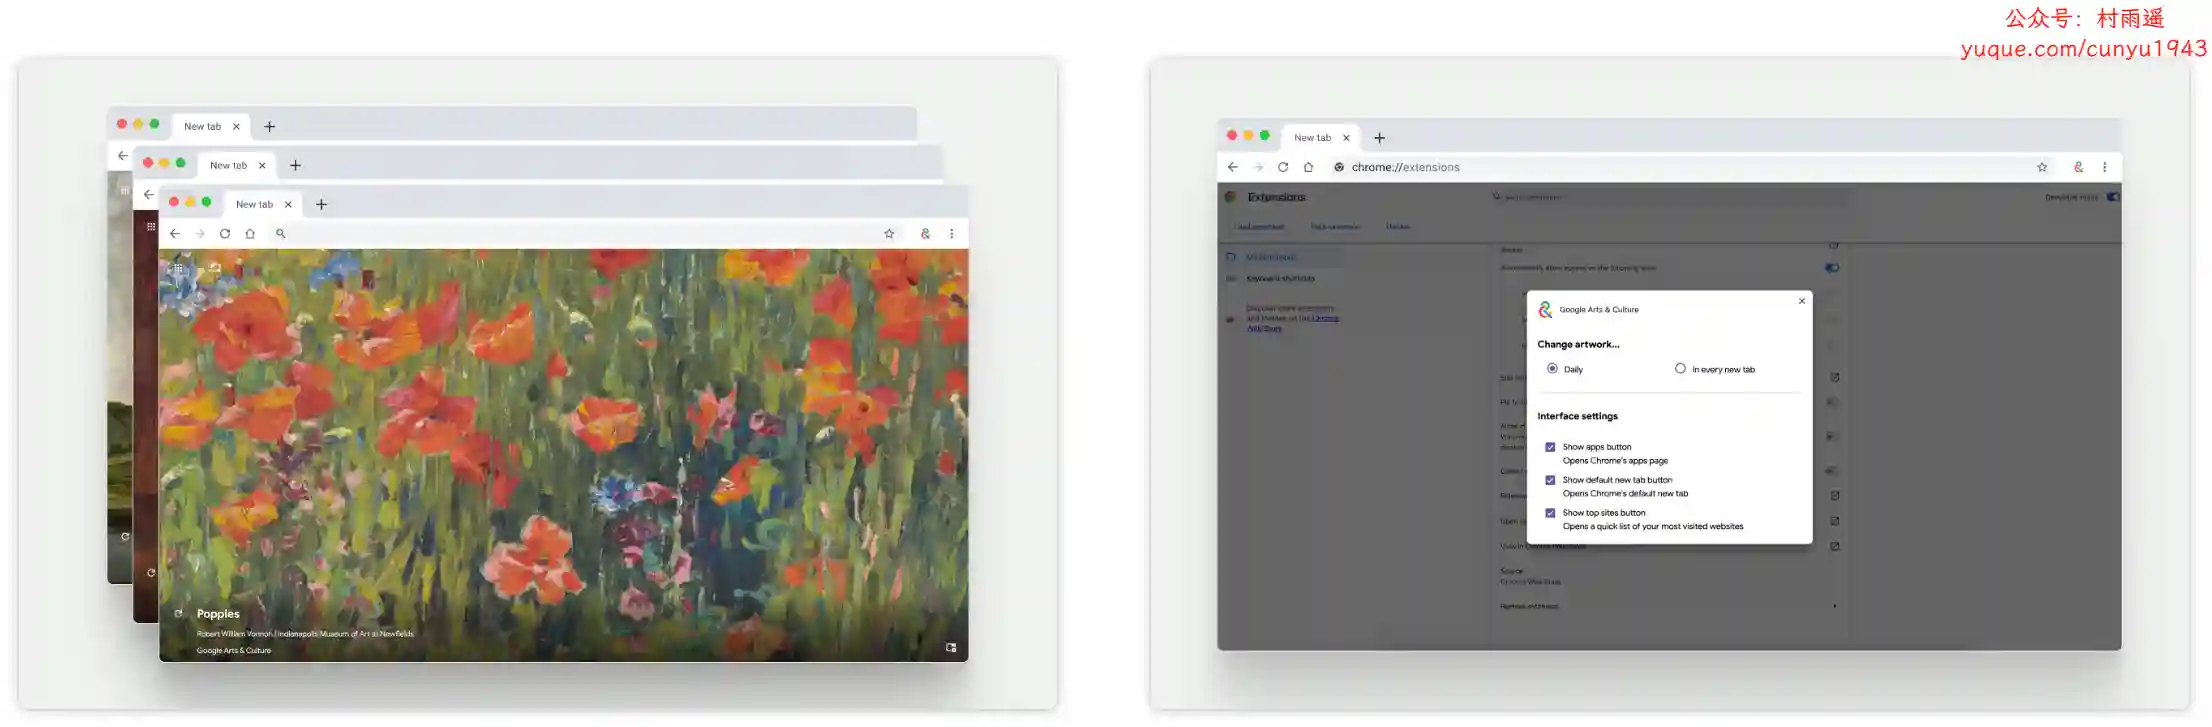 公众号：村雨遥
yuque.com/cunyu1943
New tab
New tab
New tab
Poppies
Robert William Vonnoh | Indianapolis Museum of Art at Newfields
Google Arts & Culture
New tab
chrome://extensions
Extensions
Keyboard shortcuts
Google Arts & Culture
Change artwork...
Daily
In every new tab
Interface settings
Show apps button
Opens Chrome's apps page
Show default new tab button
Opens Chrome's default new tab
Show top sites button
Opens a quick list of your most visited websites
Source
Chrome Web Store